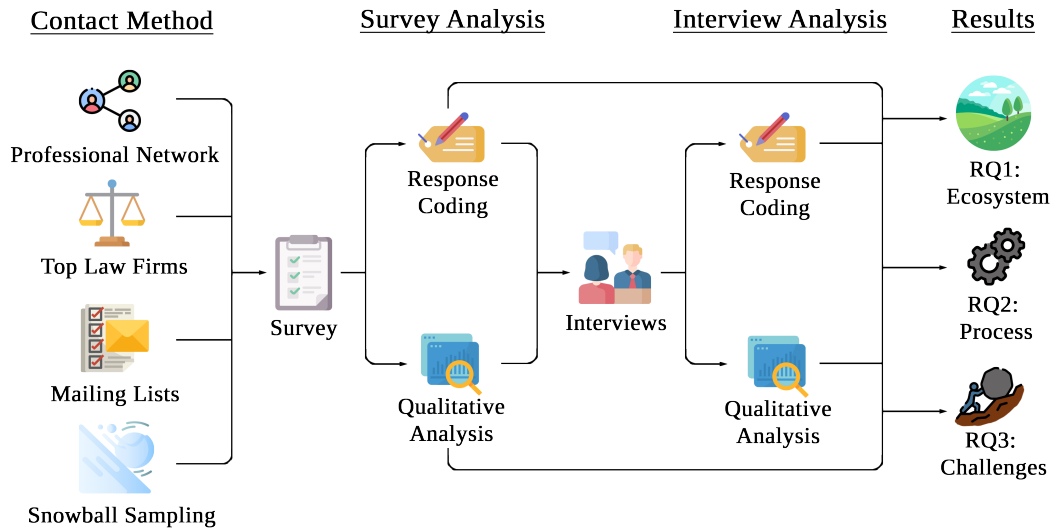 Contact Method
Survey Analysis
Interview Analysis
Results
Professional Network
Top Law Firms
Mailing Lists
Snowball Sampling
Survey
Response
Coding
Qualitative
Analysis
Interviews
Response
Coding
Qualitative
Analysis
RQ1:
Ecosystem
RQ2:
Process
RQ3:
Challenges